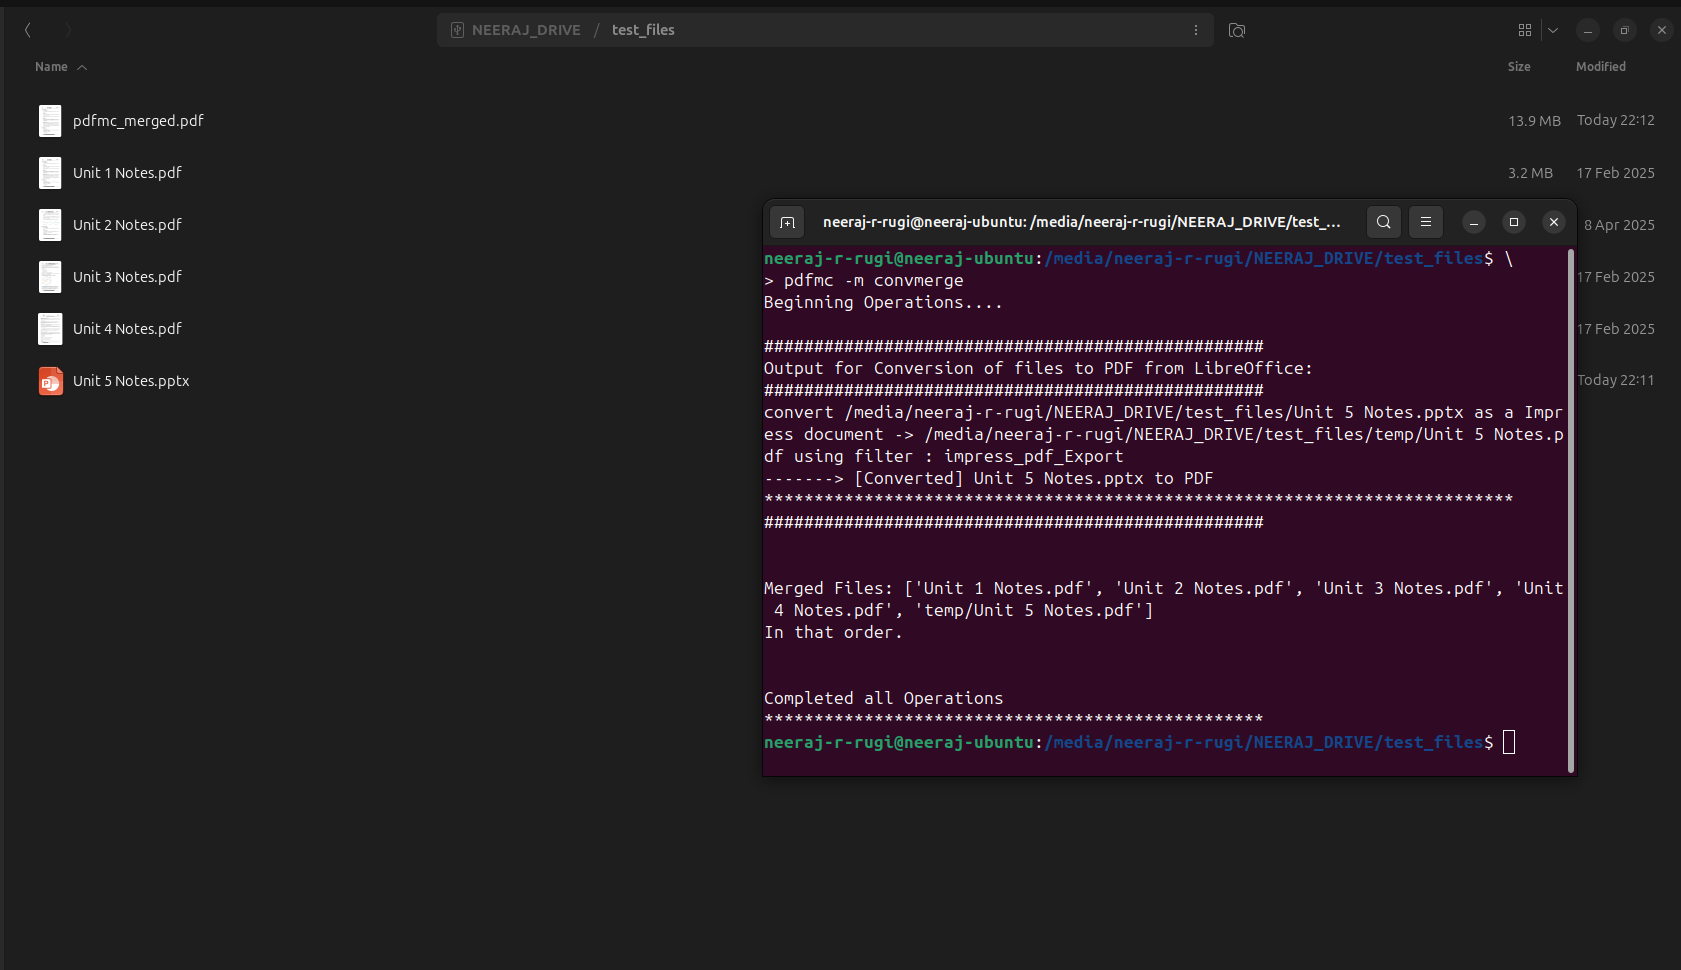 NEERAJ_DRIVE / test_files
Name Size Modified
pdfmc_merged.pdf 13.9 MB Today 22:12
Unit 1 Notes.pdf 3.2 MB 17 Feb 2025
Unit 2 Notes.pdf 8 Apr 2025
Unit 3 Notes.pdf 17 Feb 2025
Unit 4 Notes.pdf 17 Feb 2025
Unit 5 Notes.pptx Today 22:11
neeraj-r-rugi@neeraj-ubuntu: /media/neeraj-r-rugi/NEERAJ_DRIVE/test_...
neeraj-r-rugi@neeraj-ubuntu:/media/neeraj-r-rugi/NEERAJ_DRIVE/test_files$ \
> pdfmc -m convmerge
Beginning Operations....
##################################################
Output for Conversion of files to PDF from LibreOffice:
##################################################
convert /media/neeraj-r-rugi/NEERAJ_DRIVE/test_files/Unit 5 Notes.pptx as a Impr
ess document -> /media/neeraj-r-rugi/NEERAJ_DRIVE/test_files/temp/Unit 5 Notes.p
df using filter : impress_pdf_Export
-------> [Converted] Unit 5 Notes.pptx to PDF
***************************************************************************
##################################################
Merged Files: ['Unit 1 Notes.pdf', 'Unit 2 Notes.pdf', 'Unit 3 Notes.pdf', 'Unit
 4 Notes.pdf', 'temp/Unit 5 Notes.pdf']
In that order.
Completed all Operations
**************************************************
neeraj-r-rugi@neeraj-ubuntu:/media/neeraj-r-rugi/NEERAJ_DRIVE/test_files$